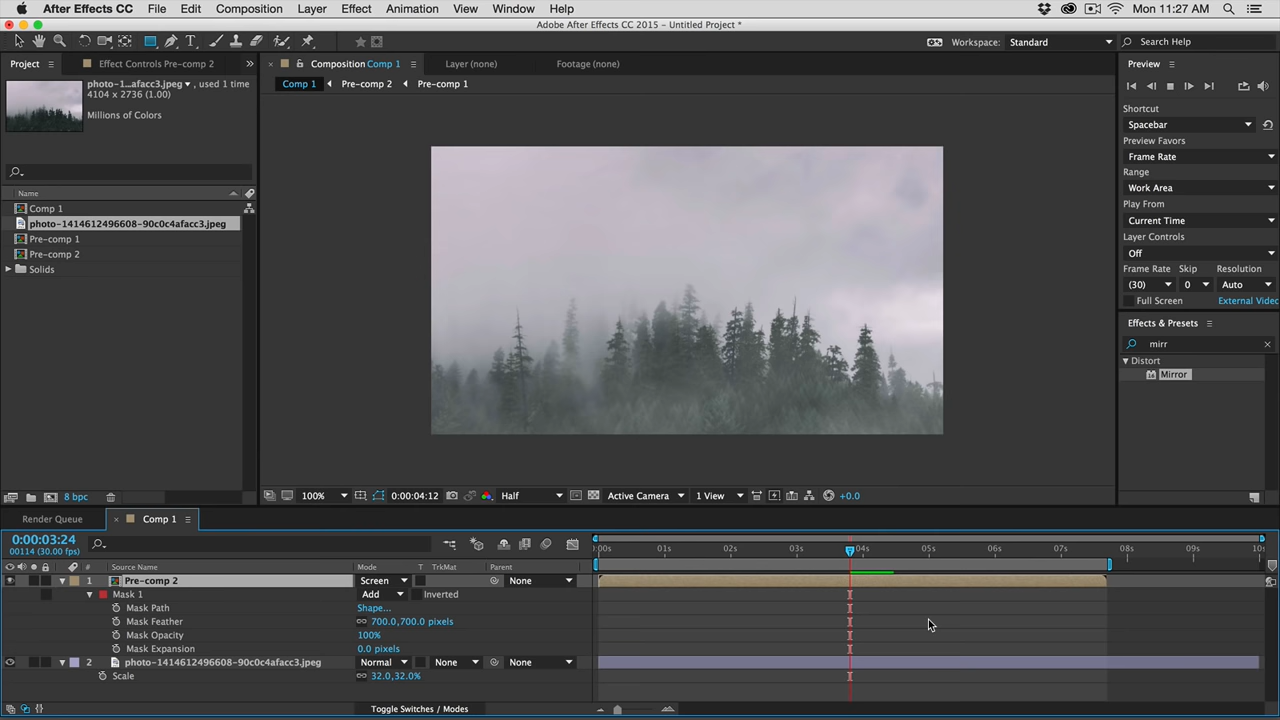 After Effects CC File Edit Composition Layer Effect Animation View Window Help Mon 11:27 AM
Adobe After Effects CC 2015 - Untitled Project *
Workspace: Standard Search Help
Project Effect Controls Pre-comp 2 » Composition Comp 1 Layer (none) Footage (none) Preview
Comp 1 Pre-comp 2 Pre-comp 1
photo-1...afacc3.jpeg , used 1 time
4104 x 2736 (1.00)
Millions of Colors
Name
Comp 1
photo-1414612496608-90c0c4afacc3.jpeg
Pre-comp 1
Pre-comp 2
Solids
Shortcut
Spacebar
Preview Favors
Frame Rate
Range
Work Area
Play From
Current Time
Layer Controls
Off
Frame Rate Skip Resolution
(30) 0 Auto
Full Screen External Video
Effects & Presets
mirr
Distort
Mirror
8 bpc 100% 0:00:04:12 Half Active Camera 1 View +0.0
Render Queue Comp 1
0:00:03:24
00114 (30.00 fps)
:00s 01s 02s 03s 04s 05s 06s 07s 08s 09s 10s
# Source Name Mode T TrkMat Parent
1 Pre-comp 2 Screen None
Mask 1 Add Inverted
Mask Path Shape...
Mask Feather 700.0,700.0 pixels
Mask Opacity 100%
Mask Expansion 0.0 pixels
2 photo-1414612496608-90c0c4afacc3.jpeg Normal None None
Scale 32.0,32.0%
Toggle Switches / Modes